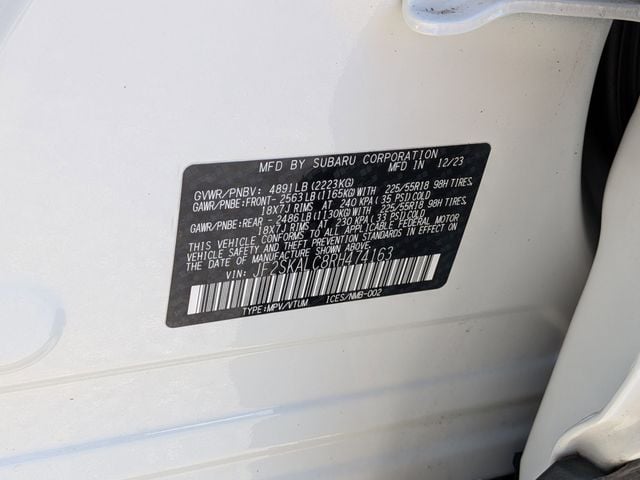 MFD BY SUBARU CORPORATION
MFD IN 12/23
GVWR/PNBV: 4891LB(2223KG)
GAWR/PNBE:FRONT- 2563LB(1165KG)WITH 225/55R18 98H TIRES.
18X7J RIMS AT 240 KPA( 35 PSI)COLD
GAWR/PNBE:REAR - 2486LB(1130KG)WITH 225/55R18 98H TIRES.
18X7J RIMS AT 230 KPA( 33 PSI)COLD
THIS VEHICLE CONFORMS TO ALL APPLICABLE FEDERAL MOTOR
VEHICLE SAFETY AND THEFT PREVENTION STANDARDS IN EFFECT ON
THE DATE OF MANUFACTURE SHOWN ABOVE.
VIN: JF2SKALC8RH474163
TYPE:MPV/VTUM ICES/NMB-002